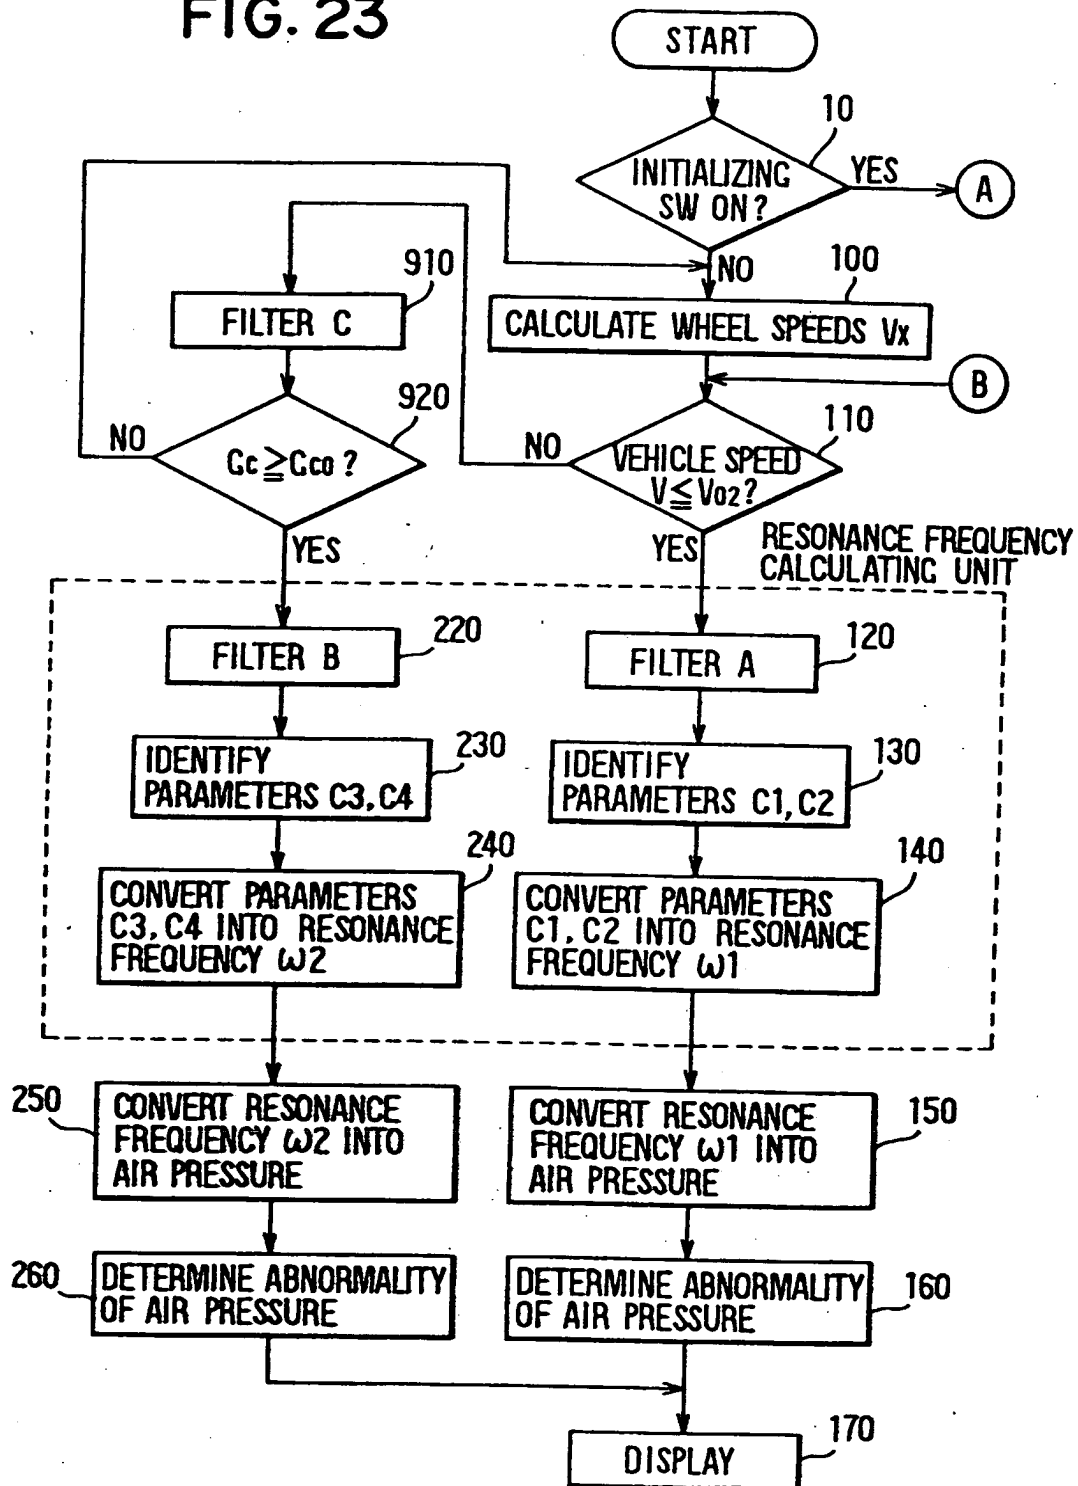 FIG. 23
START
10
INITIALIZING
SW ON?
YES
A
NO
910
FILTER C
100
CALCULATE WHEEL SPEEDS Vx
B
920
Gc≧Gco?
NO
YES
110
VEHICLE SPEED
V≦Vo2?
NO
YES
RESONANCE FREQUENCY
CALCULATING UNIT
220
FILTER B
120
FILTER A
230
IDENTIFY
PARAMETERS C3, C4
130
IDENTIFY
PARAMETERS C1, C2
240
CONVERT PARAMETERS
C3, C4 INTO RESONANCE
FREQUENCY ω2
140
CONVERT PARAMETERS
C1, C2 INTO RESONANCE
FREQUENCY ω1
250
CONVERT RESONANCE
FREQUENCY ω2 INTO
AIR PRESSURE
150
CONVERT RESONANCE
FREQUENCY ω1 INTO
AIR PRESSURE
260
DETERMINE ABNORMALITY
OF AIR PRESSURE
160
DETERMINE ABNORMALITY
OF AIR PRESSURE
170
DISPLAY